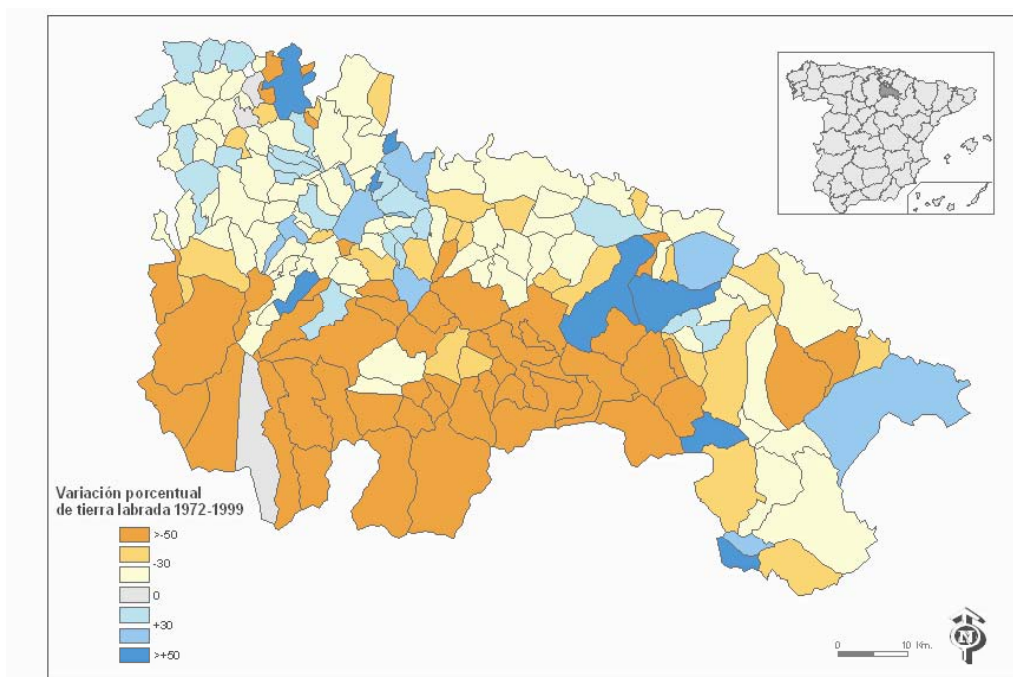 Variación porcentual
de tierra labrada 1972-1999
>-50
-30
0
+30
>+50
0 10 Km.
N